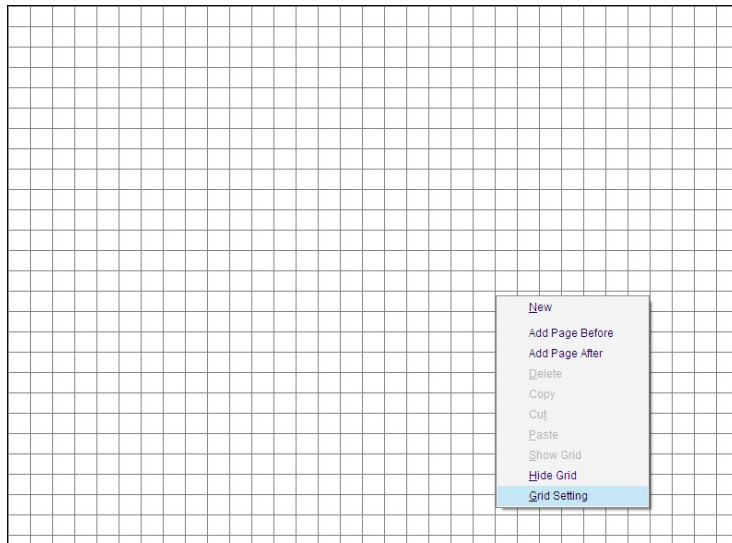 New
Add Page Before
Add Page After
Delete
Copy
Cut
Paste
Show Grid
Hide Grid
Grid Setting